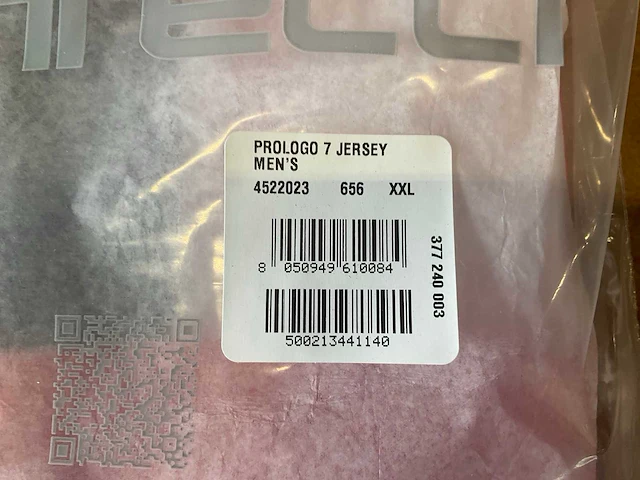 PROLOGO 7 JERSEY
MEN'S
4522023 656 XXL
8 050949 610084
377 240 003
500213441140